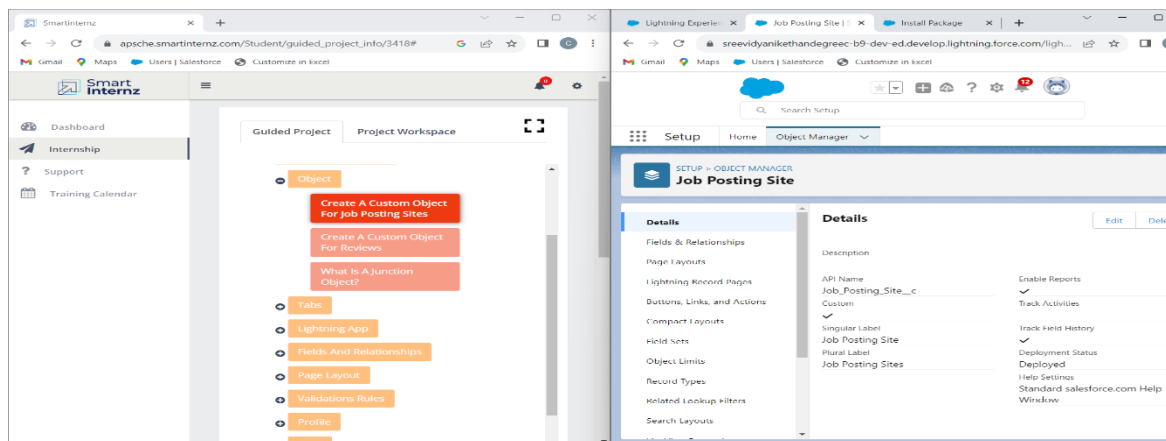 Smartinternz
apsche.smartinternz.com/Student/guided_project_info/3418#
Gmail Maps Users | Salesforce Customize in Excel
Smart
Internz
Dashboard
Internship
Support
Training Calendar
Guided Project Project Workspace
Object
Create A Custom Object
For Job Posting Sites
Create A Custom Object
For Reviews
What Is A Junction
Object?
Tabs
Lightning App
Fields And Relationships
Page Layout
Validations Rules
Profile
Lightning Experien Job Posting Site | S Install Package
sreevidyanikethandegreec-b9-dev-ed.develop.lightning.force.com/ligh...
Gmail Maps Users | Salesforce Customize in Excel
12
Search Setup
Setup Home Object Manager
SETUP > OBJECT MANAGER
Job Posting Site
Details
Fields & Relationships
Page Layouts
Lightning Record Pages
Buttons, Links, and Actions
Compact Layouts
Field Sets
Object Limits
Record Types
Related Lookup Filters
Search Layouts
Details
Edit Dele
Description
API Name
Job_Posting_Site__c
Custom
Singular Label
Job Posting Site
Plural Label
Job Posting Sites
Enable Reports
Track Activities
Track Field History
Deployment Status
Deployed
Help Settings
Standard salesforce.com Help
Window